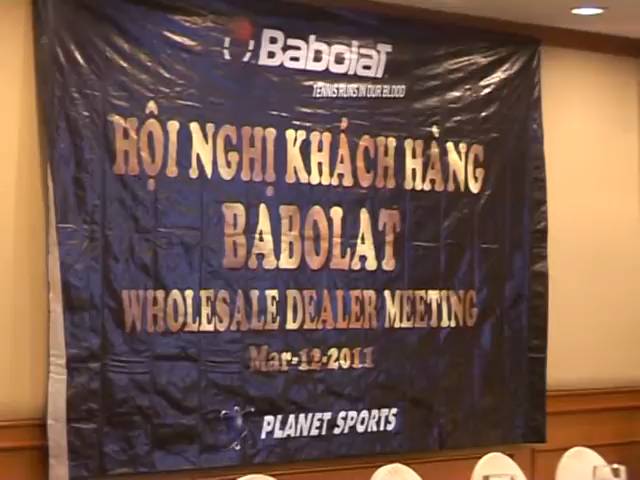 Babolat
TENNIS RUNS IN OUR BLOOD
HỘI NGHỊ KHÁCH HÀNG
BABOLAT
WHOLESALE DEALER MEETING
Mar-12-2011
PLANET SPORTS